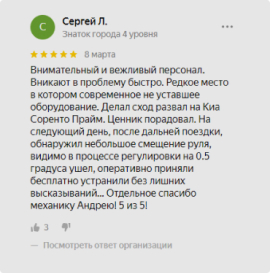 С
Сергей Л.
Знаток города 4 уровня
8 марта
Внимательный и вежливый персонал.
Вникают в проблему быстро. Редкое место
в котором современное не уставшее
оборудование. Делал сход развал на Киа
Соренто Прайм. Ценник порадовал. На
следующий день, после дальней поездки,
обнаружил небольшое смещение руля,
видимо в процессе регулировки на 0.5
градуса ушел, оперативно приняли
бесплатно устранили без лишних
высказываний... Отдельное спасибо
механику Андрею! 5 из 5!
3
— Посмотреть ответ организации